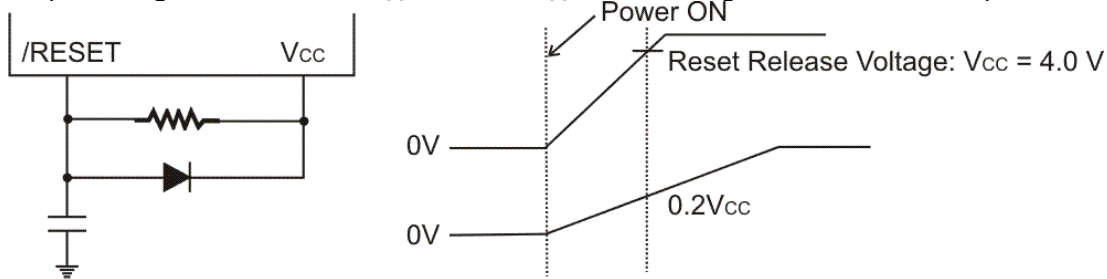 Power ON
/RESET
Vcc
Reset Release Voltage: Vcc = 4.0 V
0V
0.2Vcc
0V